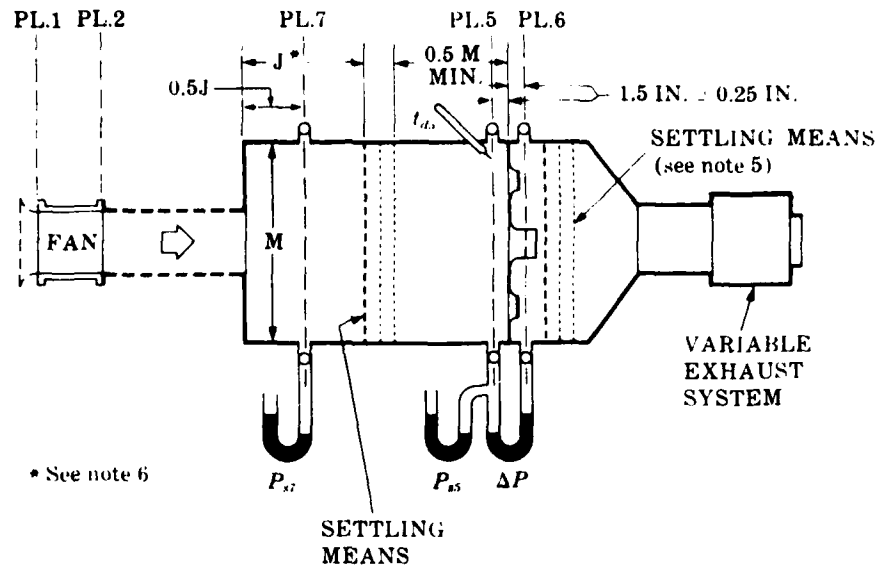 PL.1 PL.2 PL.7 PL.5 PL.6
J*
0.5 M
MIN.
0.5J
1.5 IN. ± 0.25 IN.
SETTLING MEANS
(see note 5)
FAN
M
VARIABLE
EXHAUST
SYSTEM
* See note 6
Ps7 Ps5 ΔP
SETTLING
MEANS